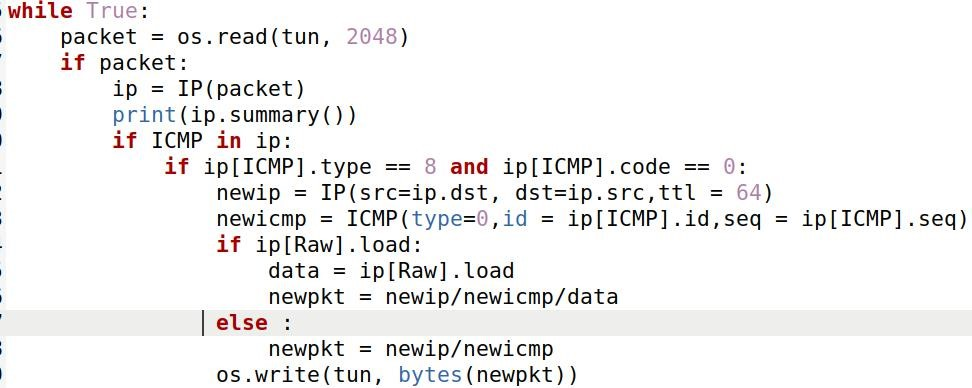 while True:
    packet = os.read(tun, 2048)
    if packet:
        ip = IP(packet)
        print(ip.summary())
        if ICMP in ip:
            if ip[ICMP].type == 8 and ip[ICMP].code == 0:
                newip = IP(src=ip.dst, dst=ip.src,ttl = 64)
                newicmp = ICMP(type=0,id = ip[ICMP].id,seq = ip[ICMP].seq)
                if ip[Raw].load:
                    data = ip[Raw].load
                    newpkt = newip/newicmp/data
                else :
                    newpkt = newip/newicmp
                os.write(tun, bytes(newpkt))